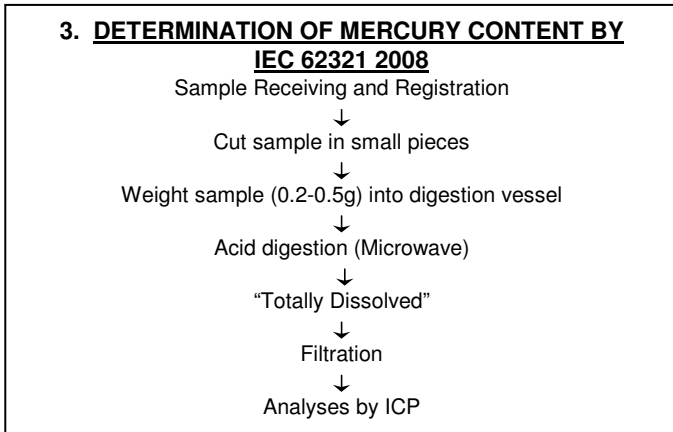 3. DETERMINATION OF MERCURY CONTENT BY
IEC 62321 2008
Sample Receiving and Registration
↓
Cut sample in small pieces
↓
Weight sample (0.2-0.5g) into digestion vessel
↓
Acid digestion (Microwave)
↓
“Totally Dissolved”
↓
Filtration
↓
Analyses by ICP